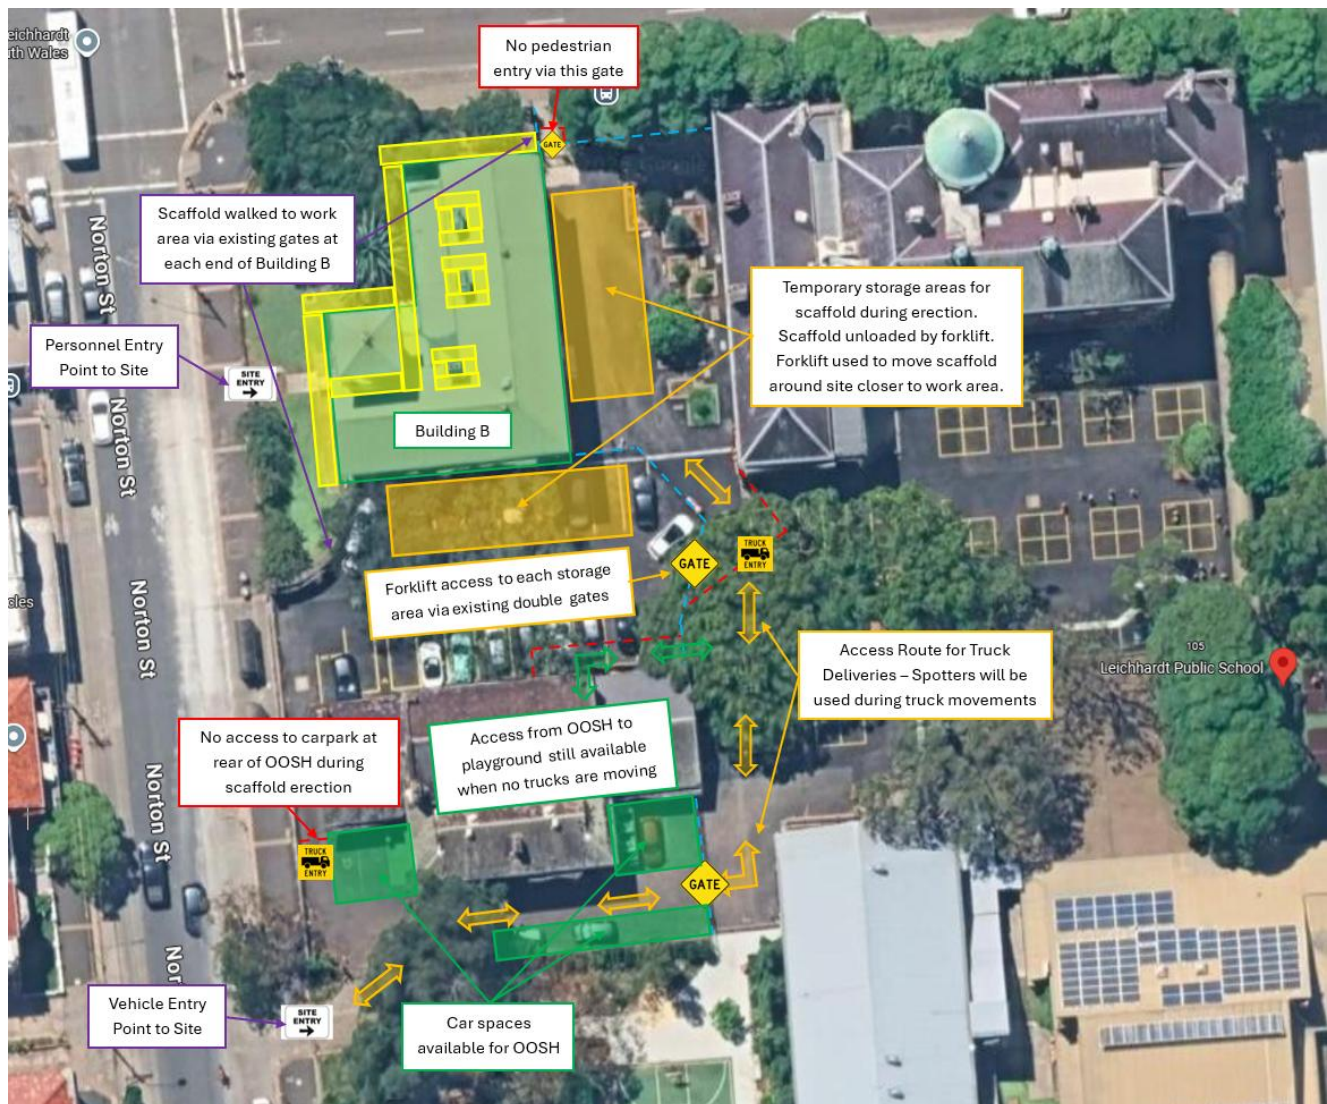 eichhardt
uth Wales
No pedestrian
entry via this gate
GATE
Scaffold walked to work
area via existing gates at
each end of Building B
Norton St
Temporary storage areas for
scaffold during erection.
Scaffold unloaded by forklift.
Forklift used to move scaffold
around site closer to work area.
Personnel Entry
Point to Site
SITE
ENTRY
Norton St
Building B
TRUCK
ENTRY
GATE
Forklift access to each storage
area via existing double gates
Norton St
cles
Access Route for Truck
Deliveries – Spotters will be
used during truck movements
105
Leichhardt Public School
Access from OOSH to
playground still available
when no trucks are moving
No access to carpark at
rear of OOSH during
scaffold erection
Norton St
TRUCK
ENTRY
GATE
Nor
Vehicle Entry
Point to Site
SITE
ENTRY
Car spaces
available for OOSH